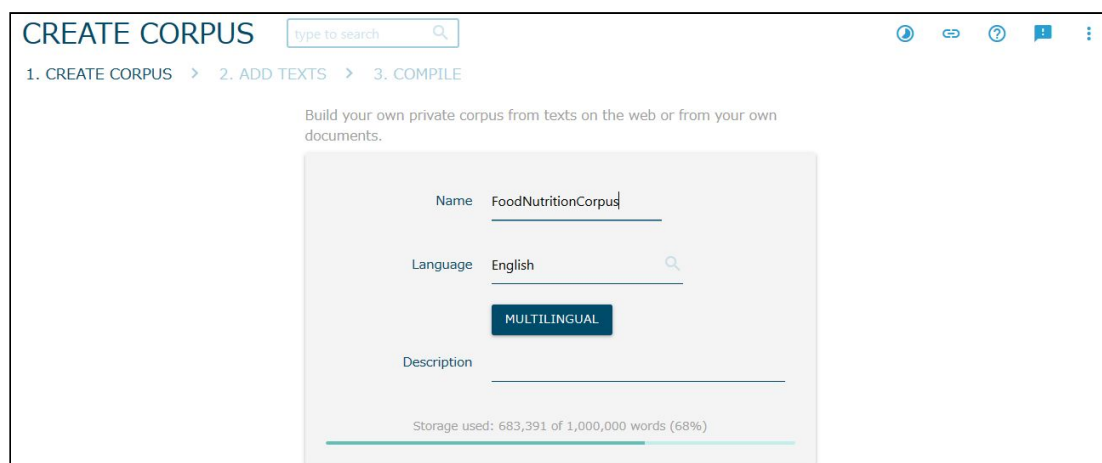 CREATE CORPUS
type to search
1. CREATE CORPUS > 2. ADD TEXTS > 3. COMPILE
Build your own private corpus from texts on the web or from your own
documents.
Name FoodNutritionCorpus
Language English
MULTILINGUAL
Description
Storage used: 683,391 of 1,000,000 words (68%)